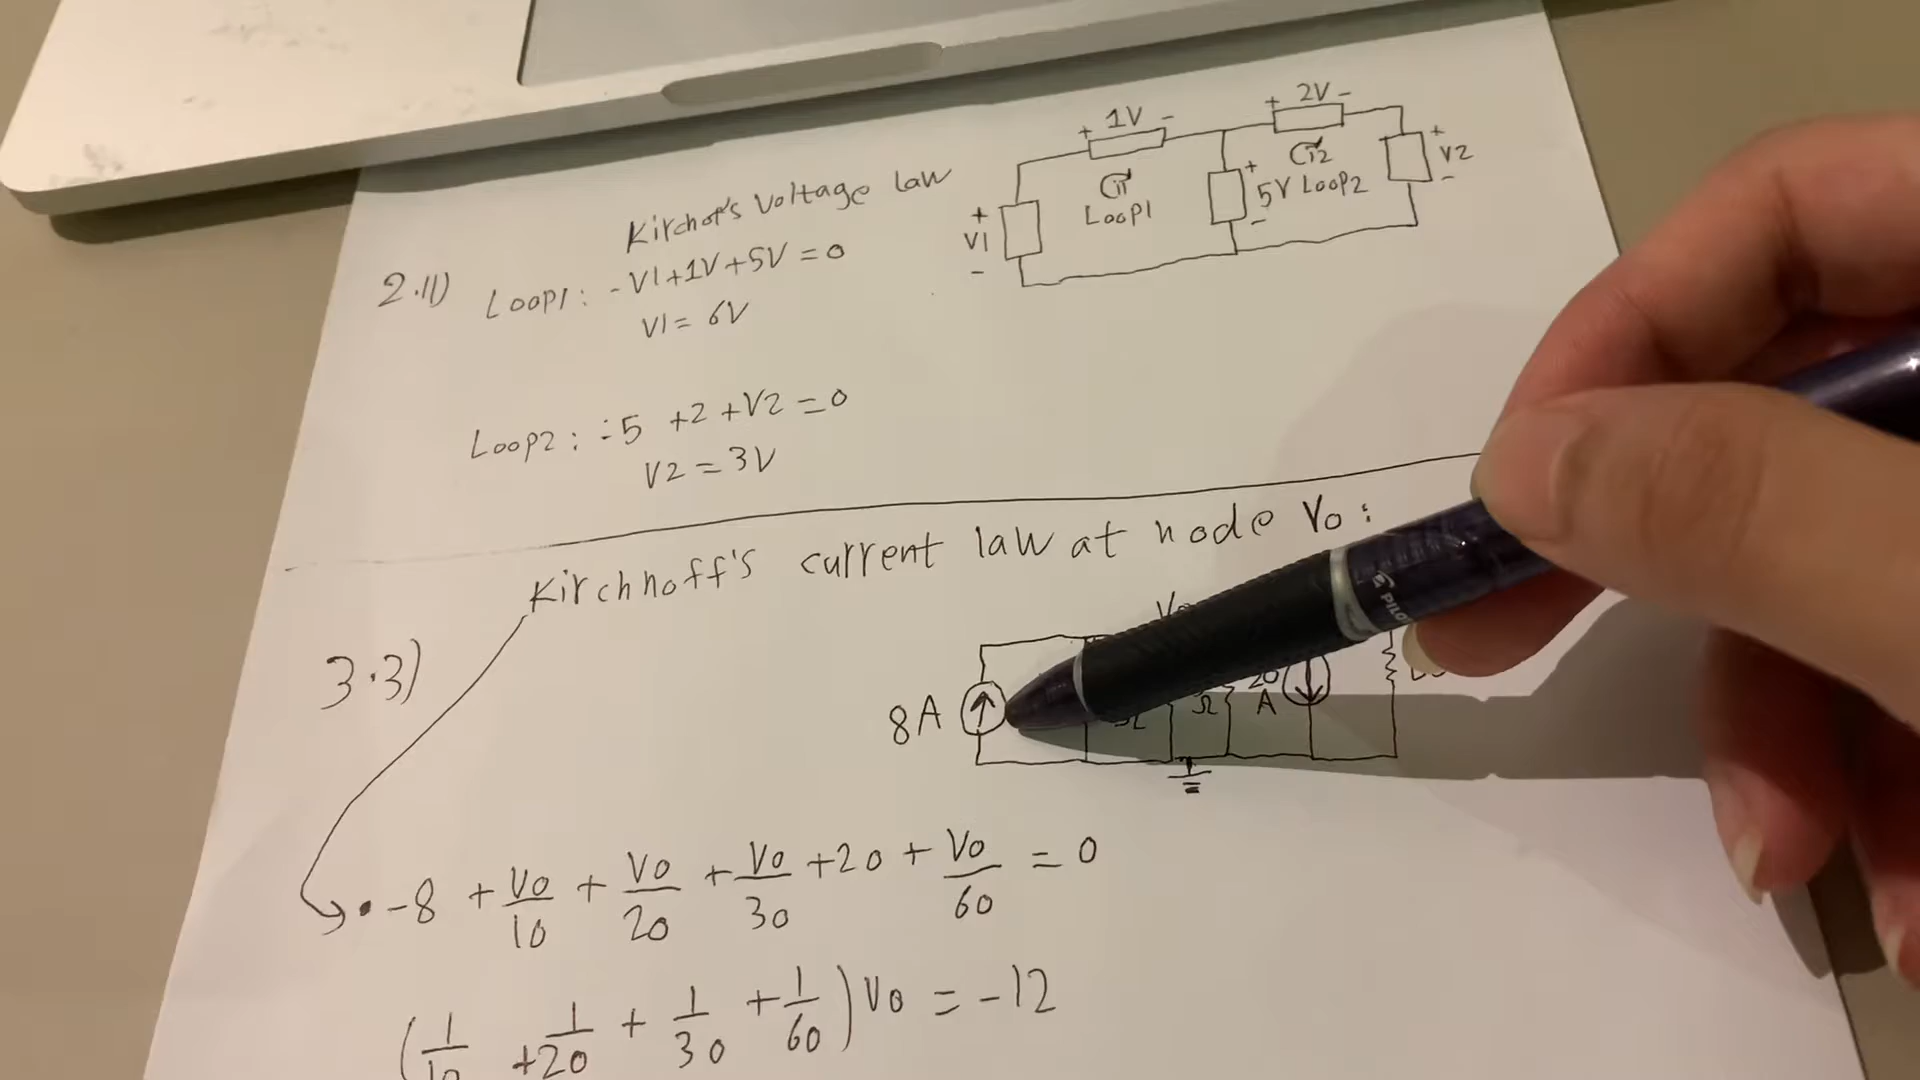 Kirchof's Voltage law
2.11) Loop1: -V1+1V+5V=0
V1= 6V
Loop2: -5 +2 +V2 =0
V2=3V
+ 1V -
+ 2V -
+ V1 -
Loop1
+ 5V -
Loop2
+ V2 -
Kirchhoff's current law at node Vo:
3.3)
8A
Ω
Ω
20 A
PILO
-8 + Vo/10 + Vo/20 + Vo/30 +20 + Vo/60 = 0
(1/10 + 1/20 + 1/30 + 1/60) Vo = -12